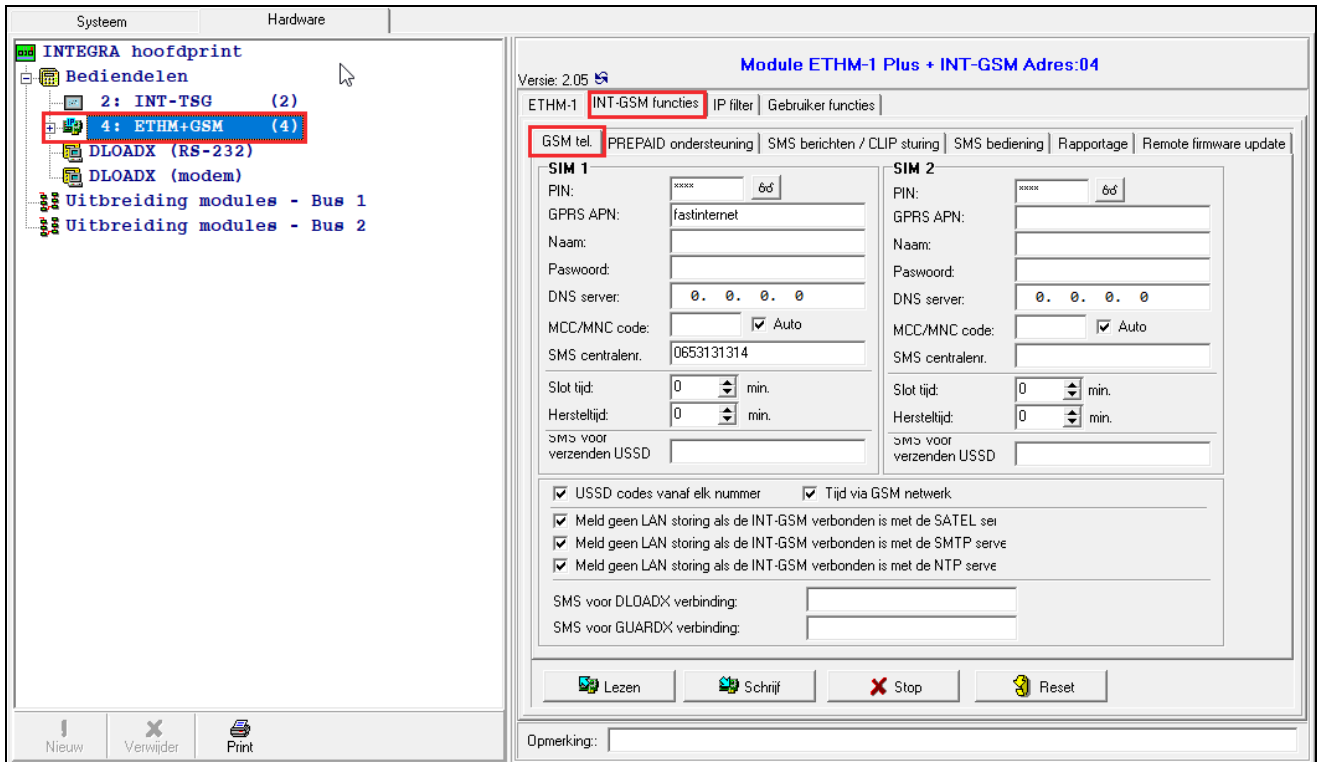 Systeem Hardware
INTEGRA hoofdprint
Bediendelen
2: INT-TSG (2)
4: ETHM+GSM (4)
DLOADX (RS-232)
DLOADX (modem)
Uitbreiding modules - Bus 1
Uitbreiding modules - Bus 2
Nieuw Verwijder Print
Module ETHM-1 Plus + INT-GSM Adres:04
Versie: 2.05
ETHM-1 INT-GSM functies IP filter Gebruiker functies
GSM tel. PREPAID ondersteuning SMS berichten / CLIP sturing SMS bediening Rapportage Remote firmware update
SIM 1
PIN: xxxx
GPRS APN: fastinternet
Naam:
Paswoord:
DNS server: 0. 0. 0. 0
MCC/MNC code: Auto
SMS centralenr. 0653131314
Slot tijd: 0 min.
Hersteltijd: 0 min.
SMS voor
verzenden USSD
SIM 2
PIN: xxxx
GPRS APN:
Naam:
Paswoord:
DNS server: 0. 0. 0. 0
MCC/MNC code: Auto
SMS centralenr.
Slot tijd: 0 min.
Hersteltijd: 0 min.
SMS voor
verzenden USSD
USSD codes vanaf elk nummer Tijd via GSM netwerk
Meld geen LAN storing als de INT-GSM verbonden is met de SATEL ser
Meld geen LAN storing als de INT-GSM verbonden is met de SMTP serve
Meld geen LAN storing als de INT-GSM verbonden is met de NTP serve
SMS voor DLOADX verbinding:
SMS voor GUARDX verbinding:
Lezen Schrijf Stop Reset
Opmerking::